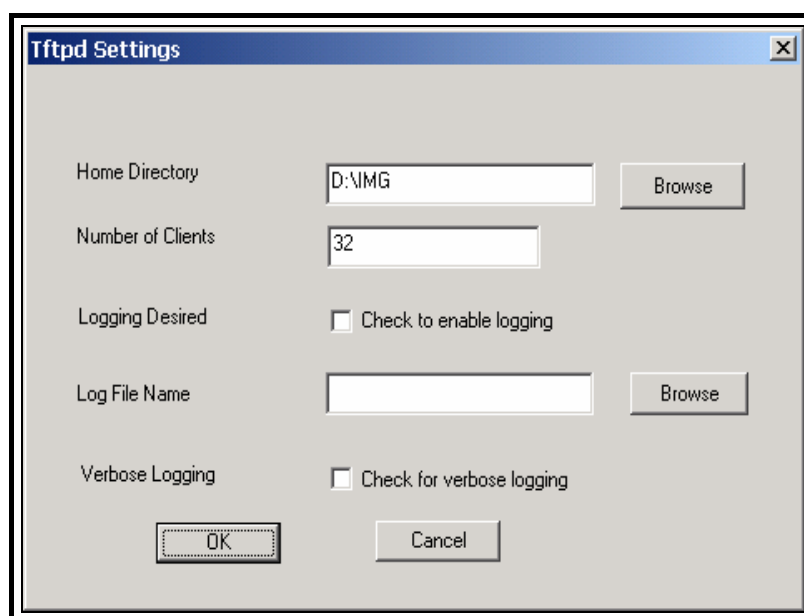 Tftpd Settings
Home Directory
D:\IMG
Browse
Number of Clients
32
Logging Desired
Check to enable logging
Log File Name
Browse
Verbose Logging
Check for verbose logging
OK
Cancel